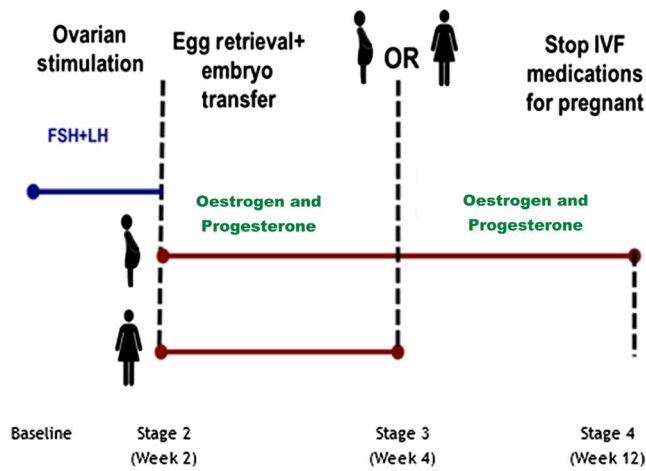 Ovarian
stimulation
Egg retrieval+
embryo
transfer
OR
Stop IVF
medications
for pregnant
FSH+LH
Oestrogen and
Progesterone
Oestrogen and
Progesterone
Baseline
Stage 2
(Week 2)
Stage 3
(Week 4)
Stage 4
(Week 12)